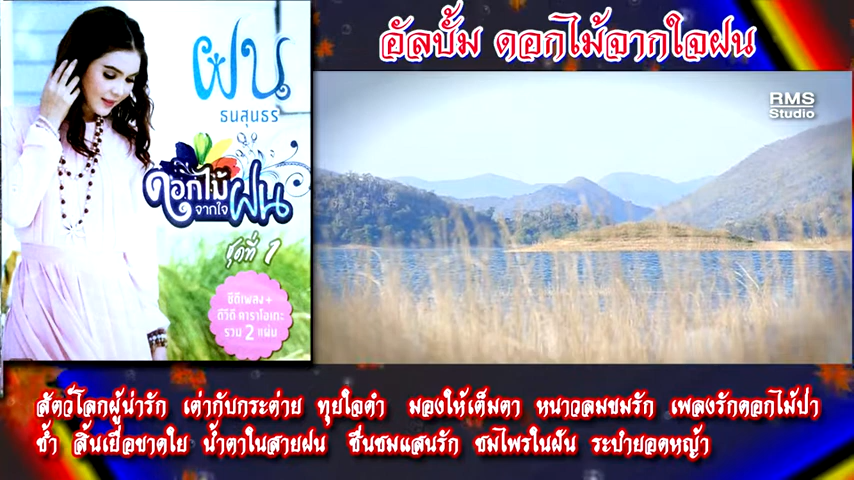 อัลบั้ม ดอกไม้จากใจฝน
ฝน
ธนสุนธร
ดอกไม้
จากใจ ฝน
ชุดที่ 1
ซีดีเพลง +
ดีวีดี คาราโอเกะ
รวม 2 แผ่น
RMS
Studio
สัตว์โลกผู้น่ารัก เต่ากับกระต่าย ทุยใจดำ มองให้เต็มตา หนาวลมชมรัก เพลงรักดอกไม้ป่า
ช้ำ สิ้นเยื่อขาดใย น้ำตาในสายฝน ชื่นชมแสนรัก ชมไพรในฝัน ระบำยอดหญ้า